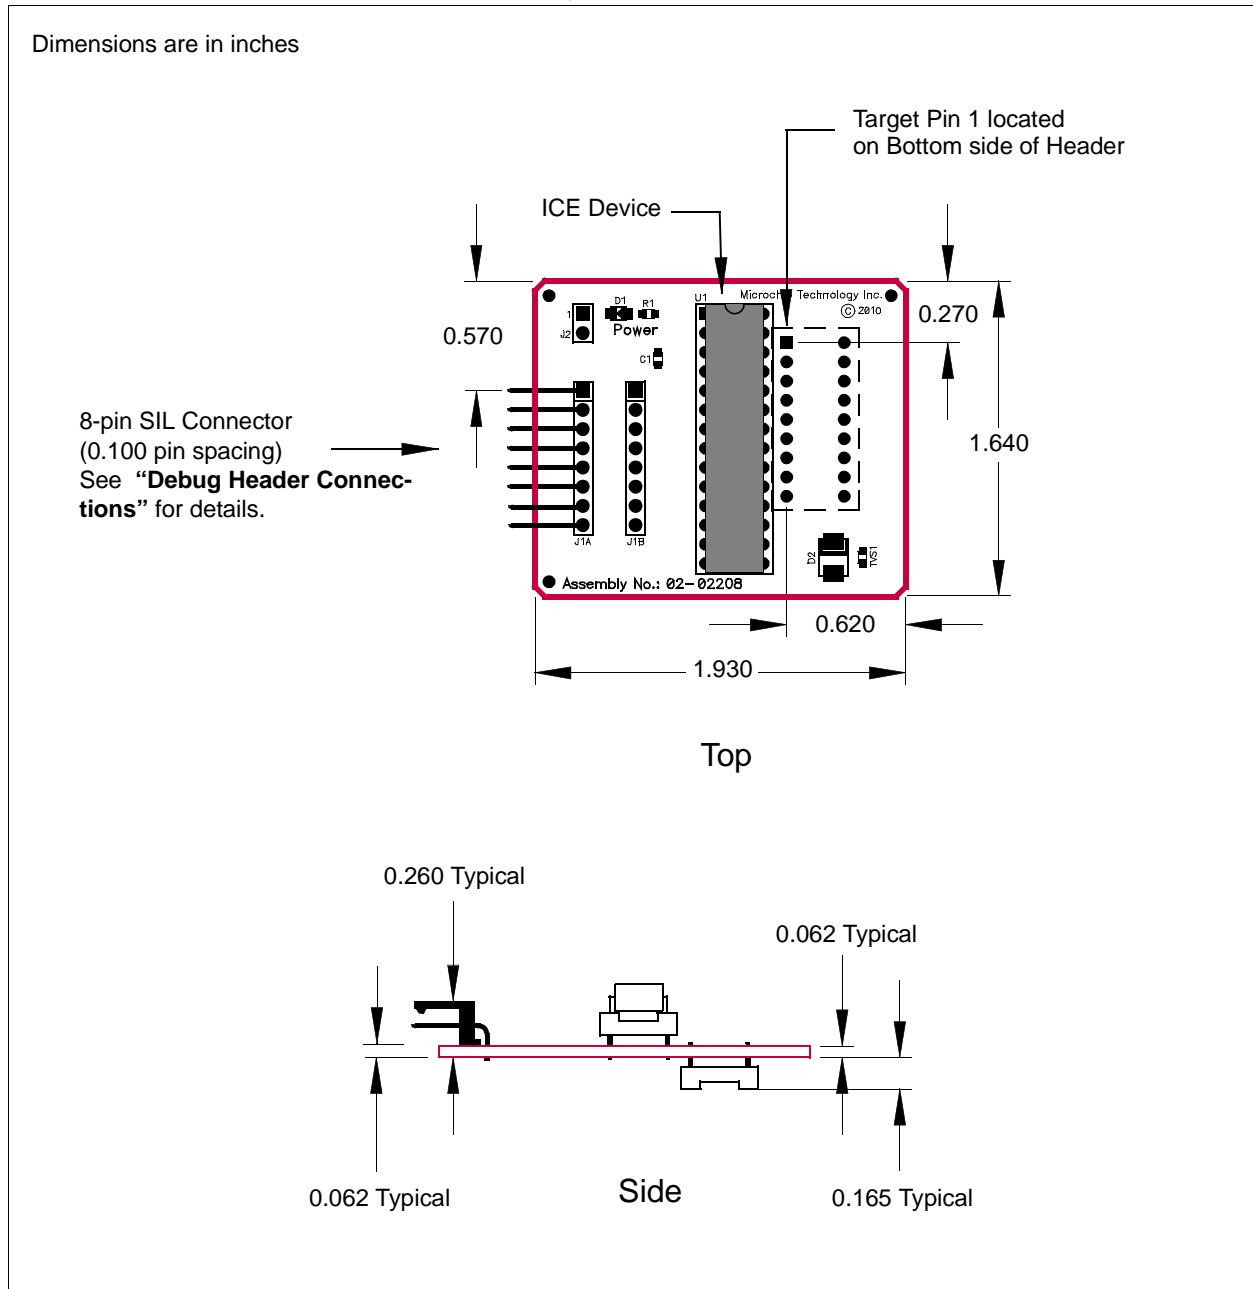 Dimensions are in inches
Target Pin 1 located
on Bottom side of Header
ICE Device
U1
Technology Inc.
© 2010
D1
R1
1
J2
Power
C1
0.570
0.270
8-pin SIL Connector
(0.100 pin spacing)
See “Debug Header Connec-
tions” for details.
1.640
J1A
J1B
D2
TVS1
Assembly No.: 02-02208
0.620
1.930
Top
0.260 Typical
0.062 Typical
0.062 Typical
Side
0.165 Typical